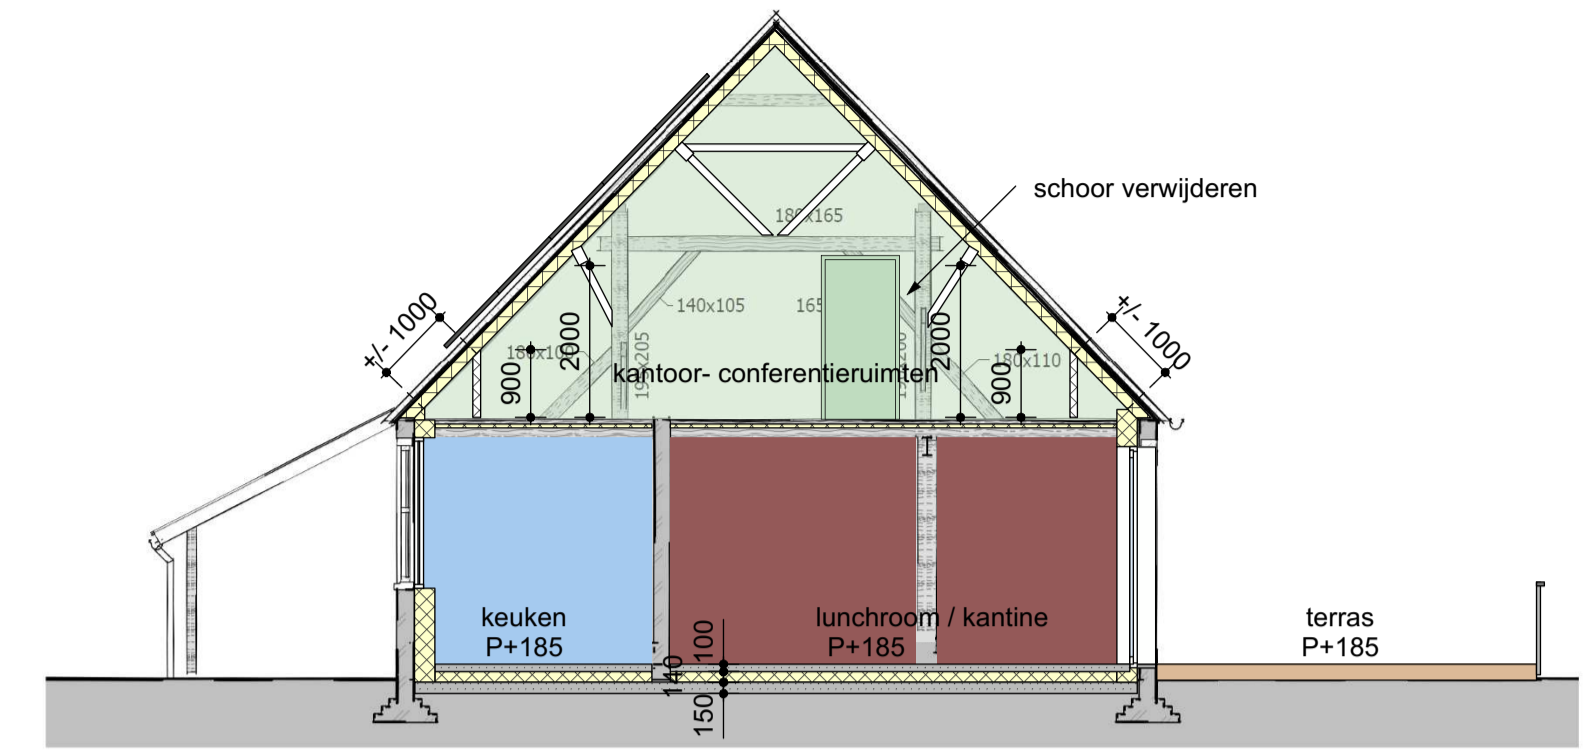 180x165
schoor verwijderen
140x105
165
+/- 1000
+/- 1000
2000
2000
180x100
180x110
900
900
kantoor- conferentieruimten
keuken
P+185
lunchroom / kantine
P+185
terras
P+185
100
140
150